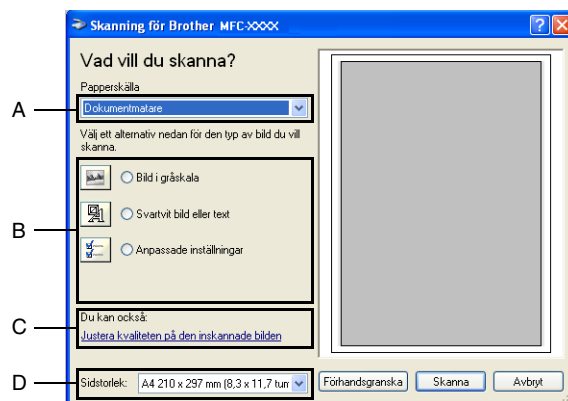 Skanning för Brother MFC-XXXX
Vad vill du skanna?
Papperskälla
A
Dokumentmatare
Välj ett alternativ nedan för den typ av bild du vill
skanna.
Bild i gråskala
B
Svartvit bild eller text
Anpassade inställningar
C
Du kan också:
Justera kvaliteten på den inskannade bilden
D
Sidstorlek:
A4 210 x 297 mm (8,3 x 11,7 tum
Förhandsgranska
Skanna
Avbryt